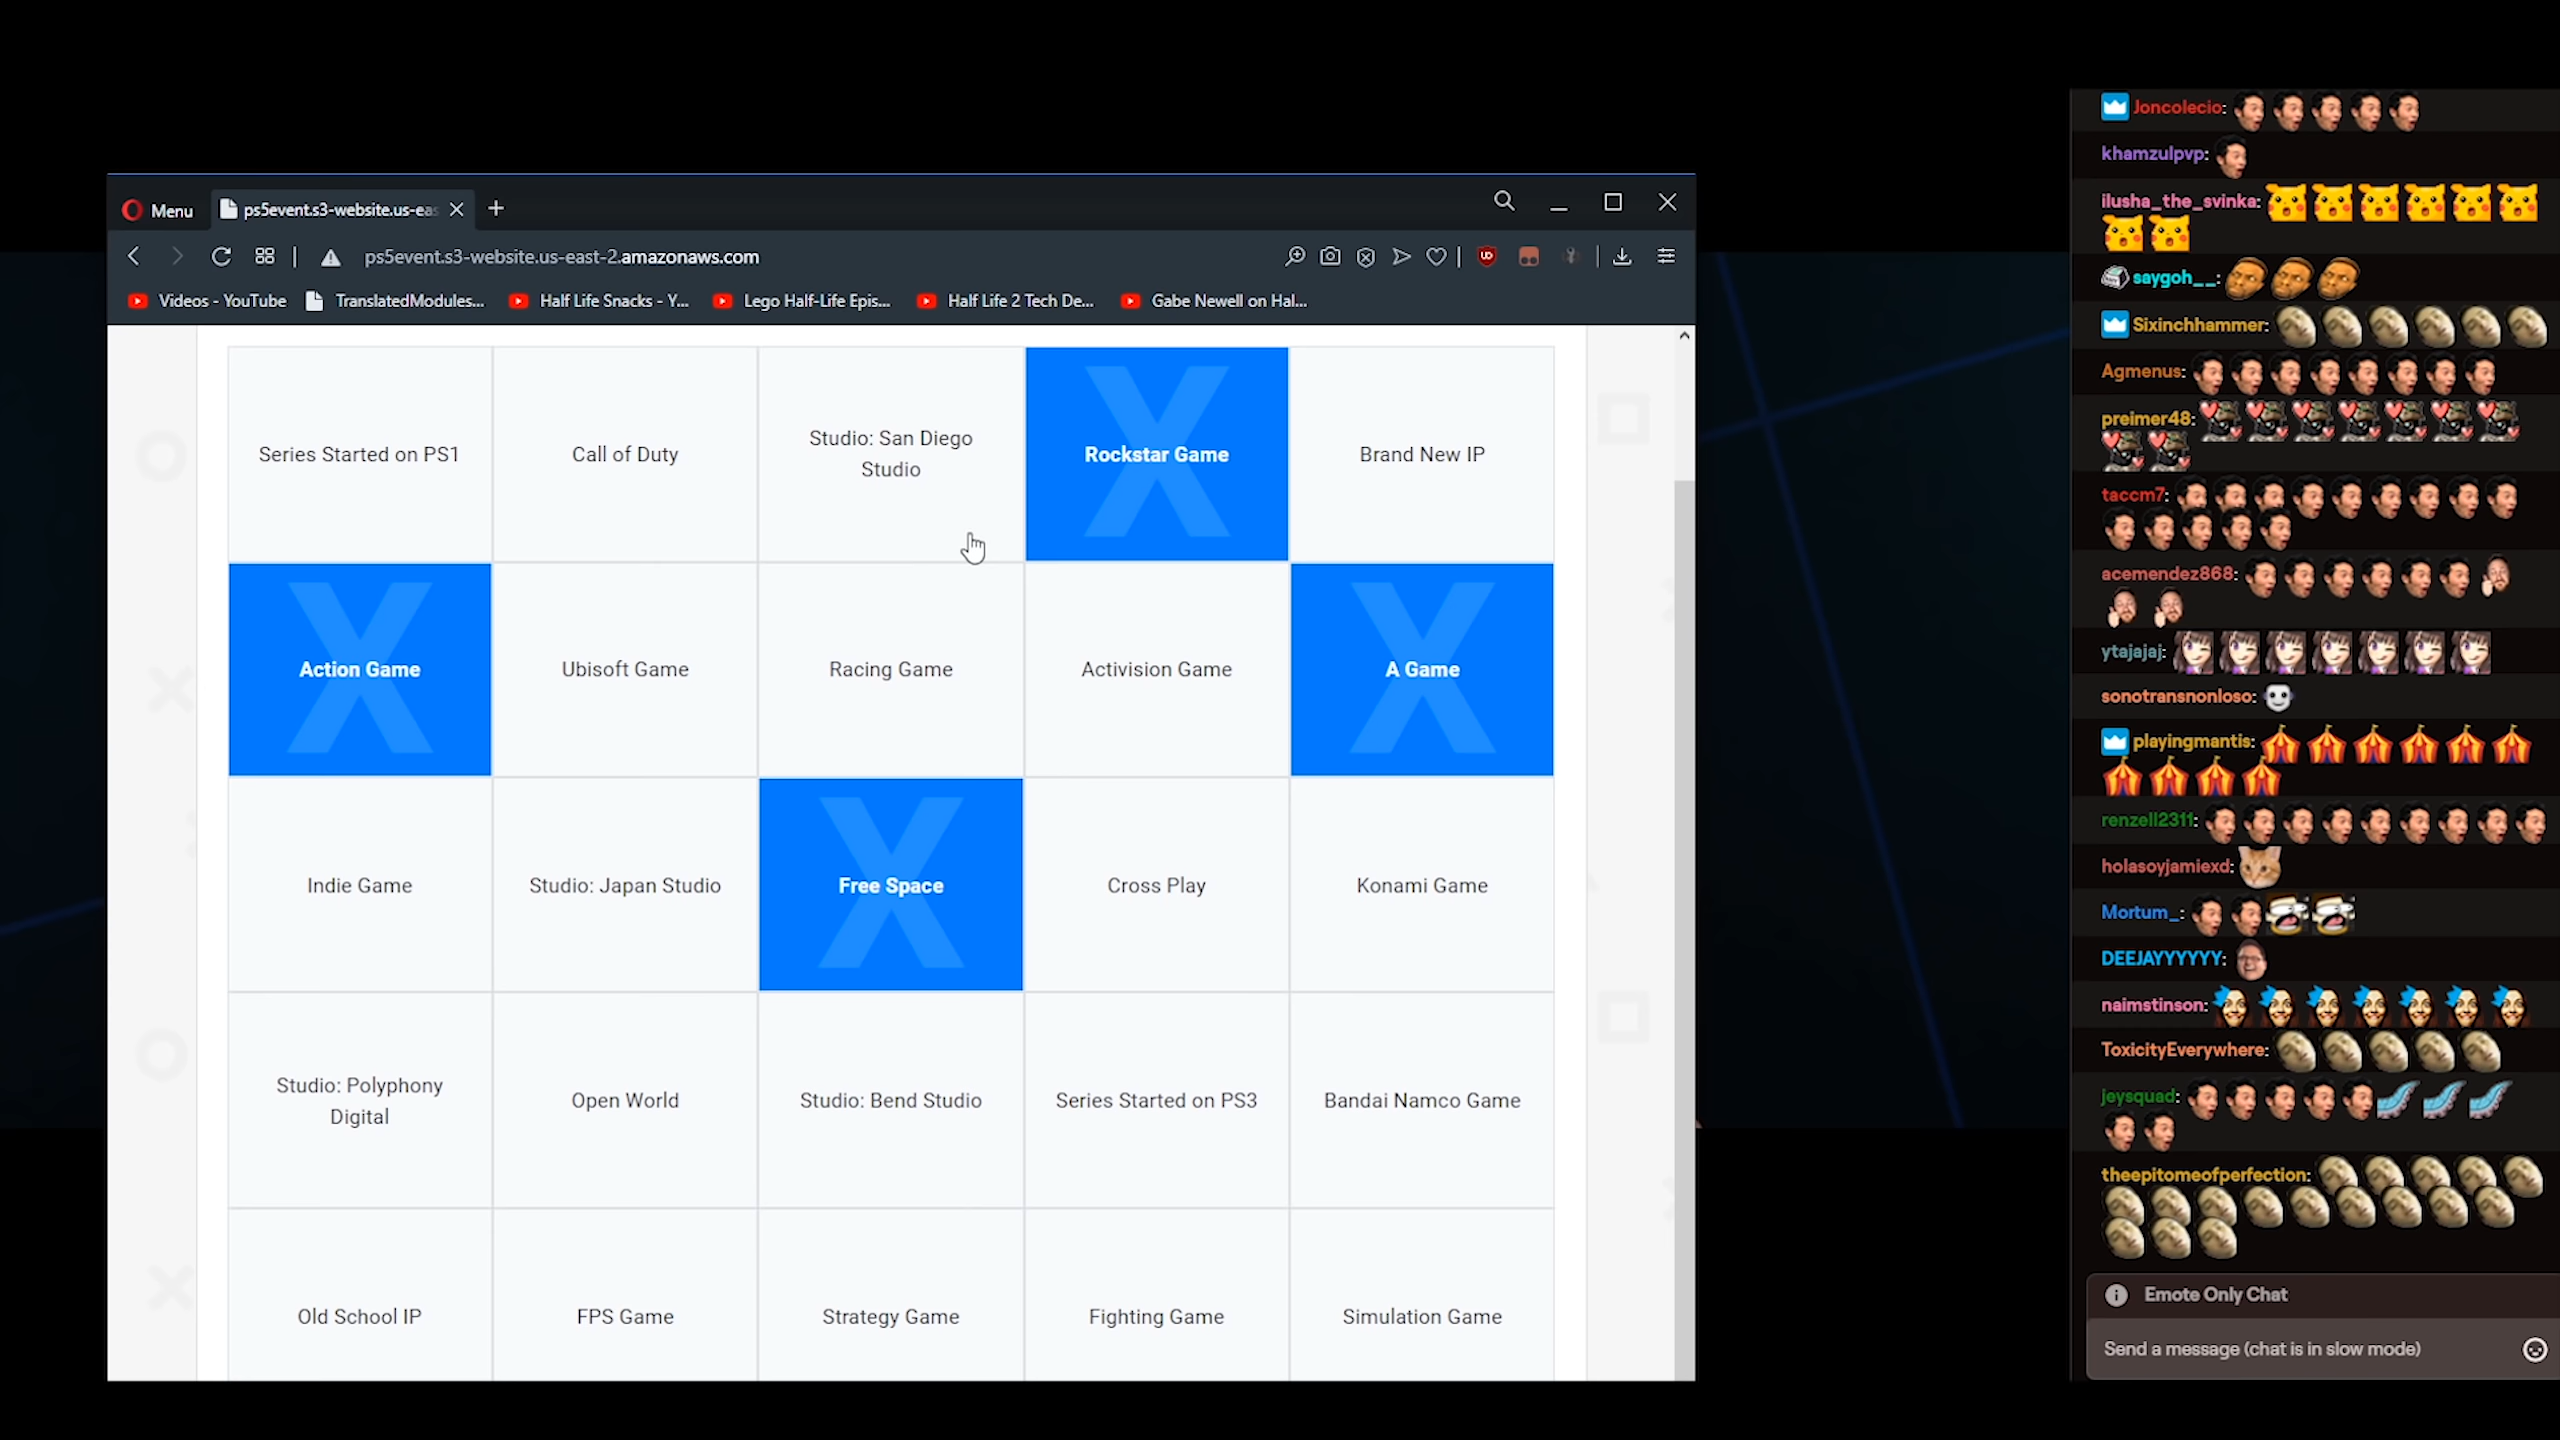 Menu
ps5event.s3-website.us-eas
ps5event.s3-website.us-east-2.amazonaws.com
Videos - YouTube
TranslatedModules...
Half Life Snacks - Y...
Lego Half-Life Epis...
Half Life 2 Tech De...
Gabe Newell on Hal...
Series Started on PS1
Call of Duty
Studio: San Diego
Studio
X
Rockstar Game
Brand New IP
X
Action Game
Ubisoft Game
Racing Game
Activision Game
X
A Game
Indie Game
Studio: Japan Studio
X
Free Space
Cross Play
Konami Game
Studio: Polyphony
Digital
Open World
Studio: Bend Studio
Series Started on PS3
Bandai Namco Game
Old School IP
FPS Game
Strategy Game
Fighting Game
Simulation Game
Joncolecio:
khamzulpvp:
ilusha_the_svinka:
saygoh__:
Sixinchhammer:
Agmenus:
preimer48:
taccm7:
acemendez868:
ytajajaj:
sonotransnonloso:
playingmantis:
renzell2311:
holasoyjamiexd:
Mortum_:
DEEJAYYYYYY:
naimstinson:
ToxicityEverywhere:
jeysquad:
theepitomeofperfection:
Emote Only Chat
Send a message (chat is in slow mode)